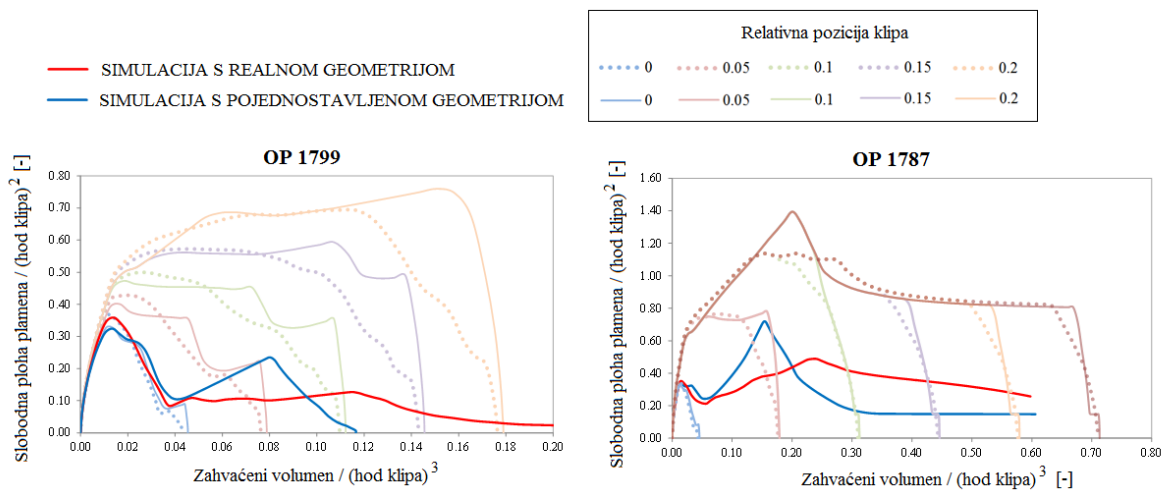 Relativna pozicija klipa
0 0.05 0.1 0.15 0.2
0 0.05 0.1 0.15 0.2
SIMULACIJA S REALNOM GEOMETRIJOM
SIMULACIJA S POJEDNOSTAVLJENOM GEOMETRIJOM
OP 1799
Slobodna ploha plamena / (hod klipa)² [-]
0.80
0.70
0.60
0.50
0.40
0.30
0.20
0.10
0.00
0.00 0.02 0.04 0.06 0.08 0.10 0.12 0.14 0.16 0.18 0.20
Zahvaćeni volumen / (hod klipa)³
OP 1787
Slobodna ploha plamena / (hod klipa)² [-]
1.60
1.40
1.20
1.00
0.80
0.60
0.40
0.20
0.00
0.00 0.10 0.20 0.30 0.40 0.50 0.60 0.70 0.80
Zahvaćeni volumen / (hod klipa)³ [-]